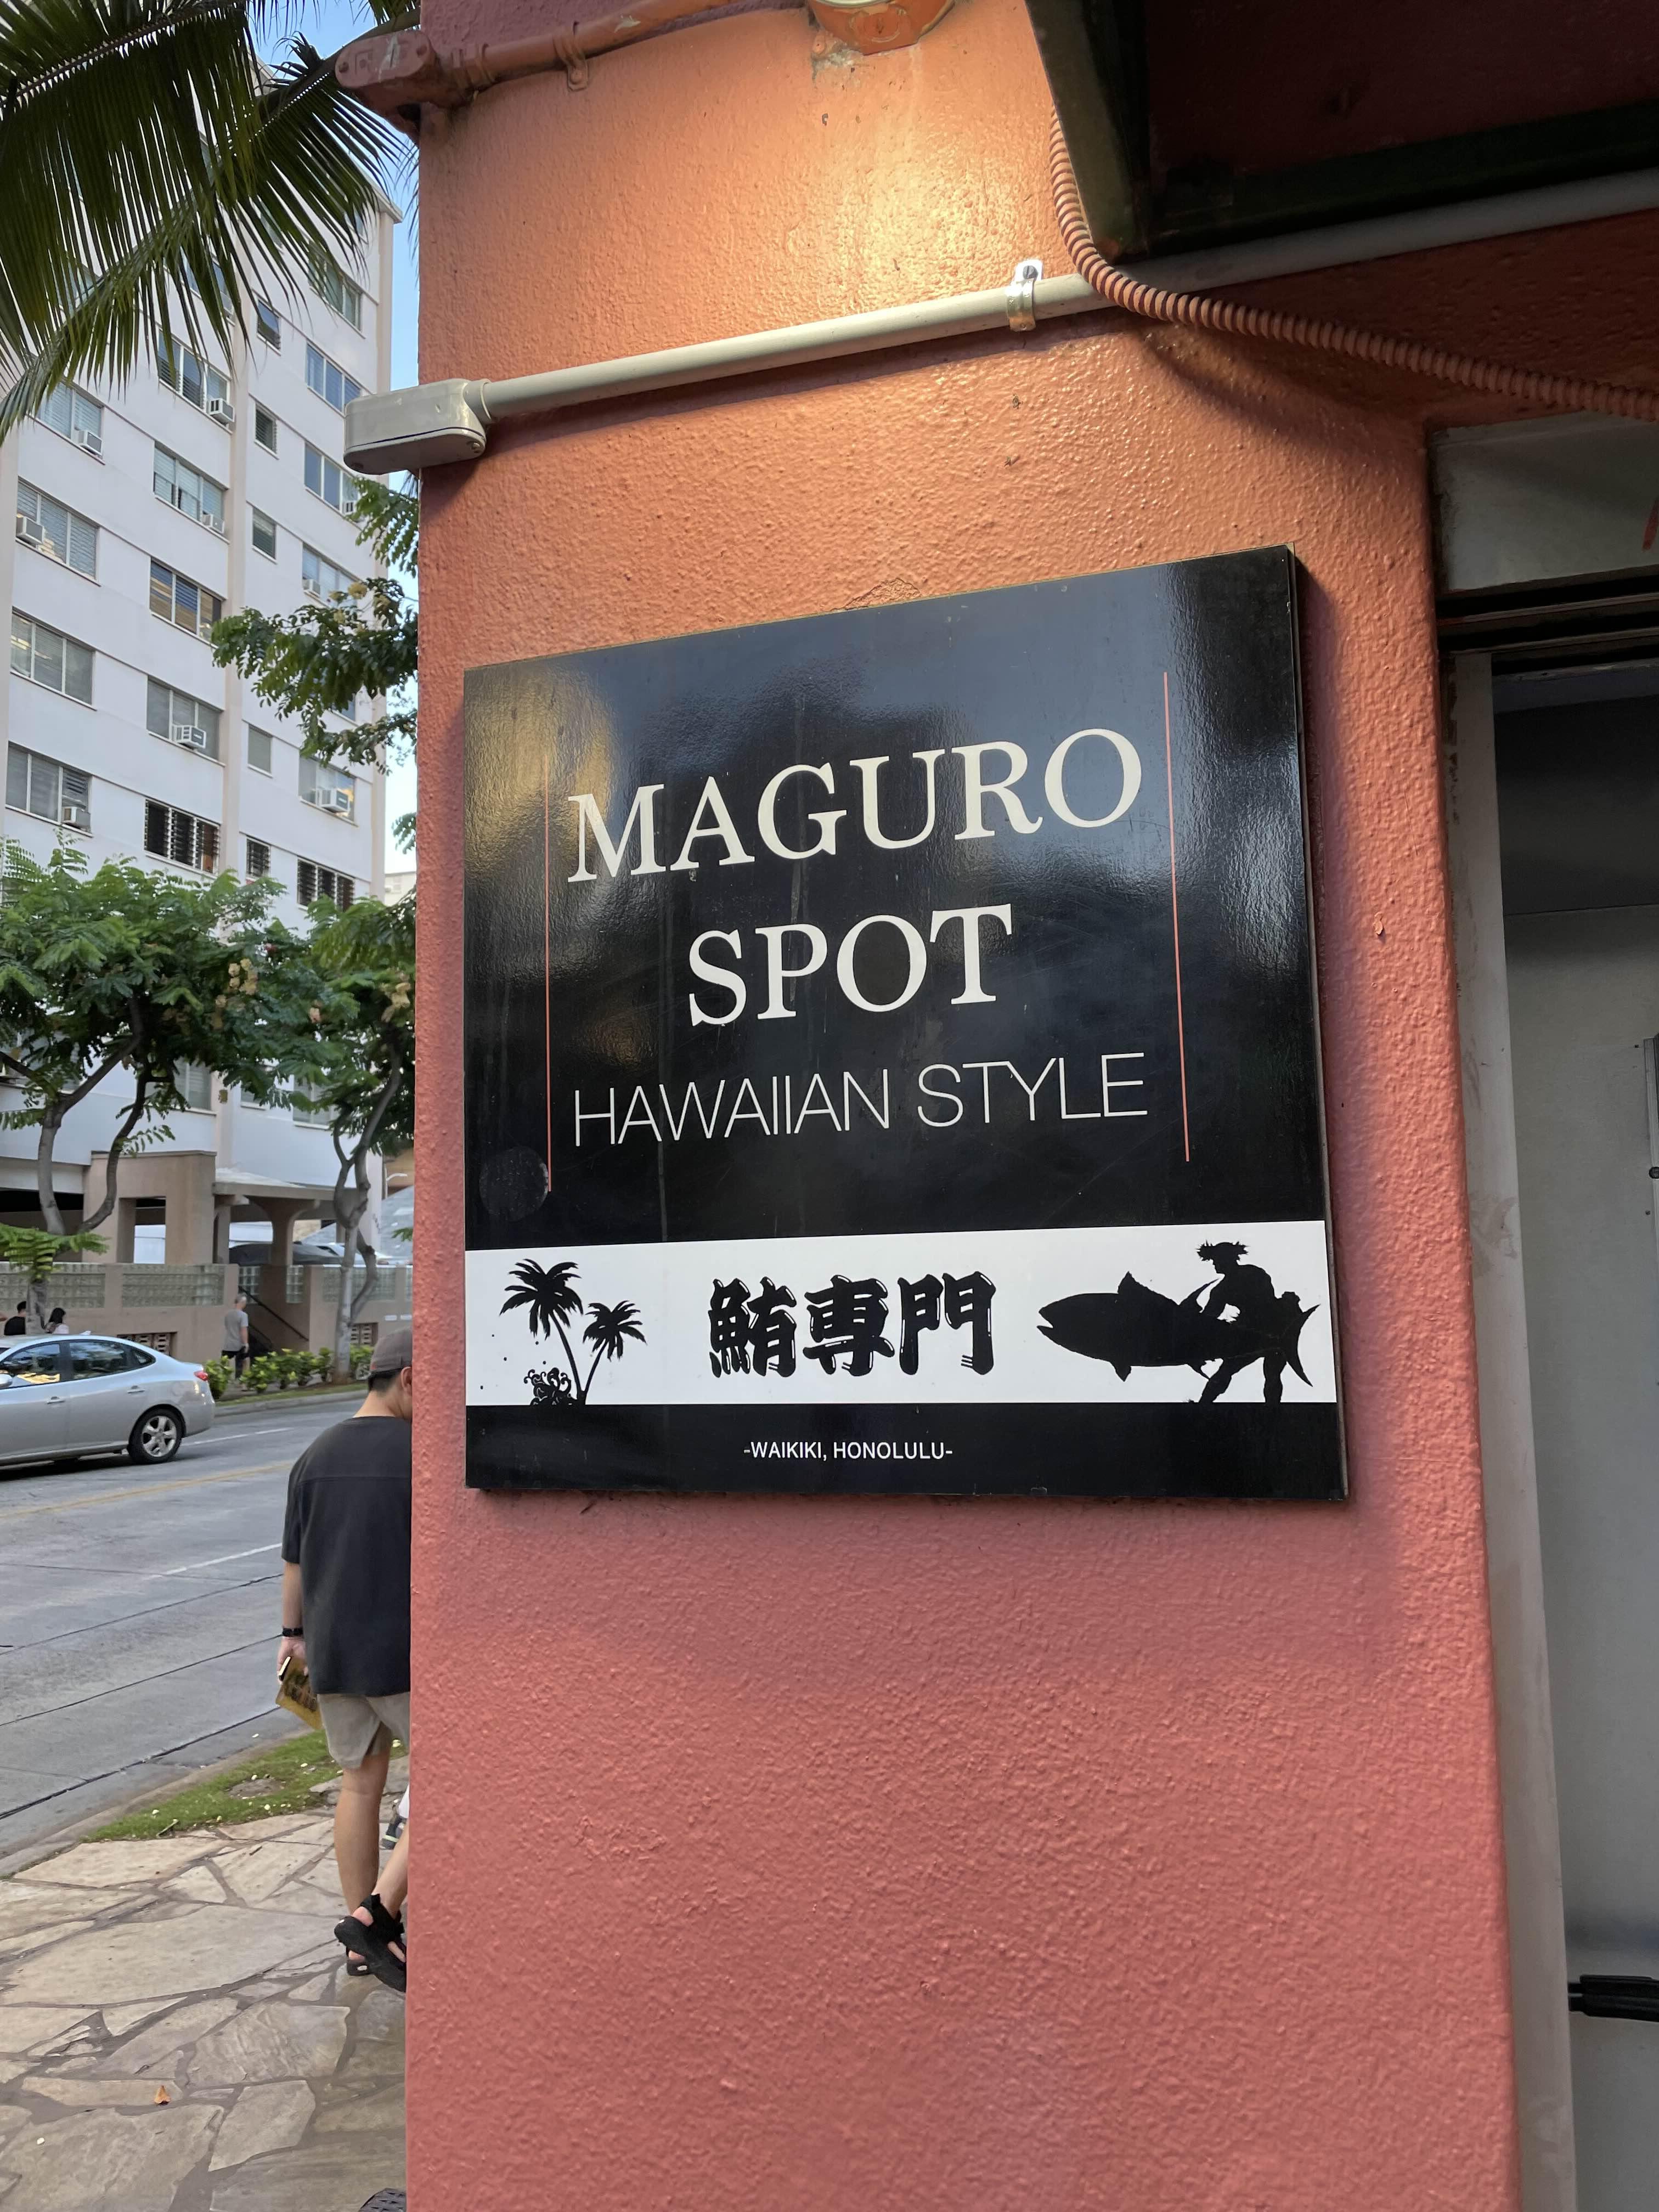 MAGURO
SPOT
HAWAIIAN STYLE
鮪専門
-WAIKIKI, HONOLULU-